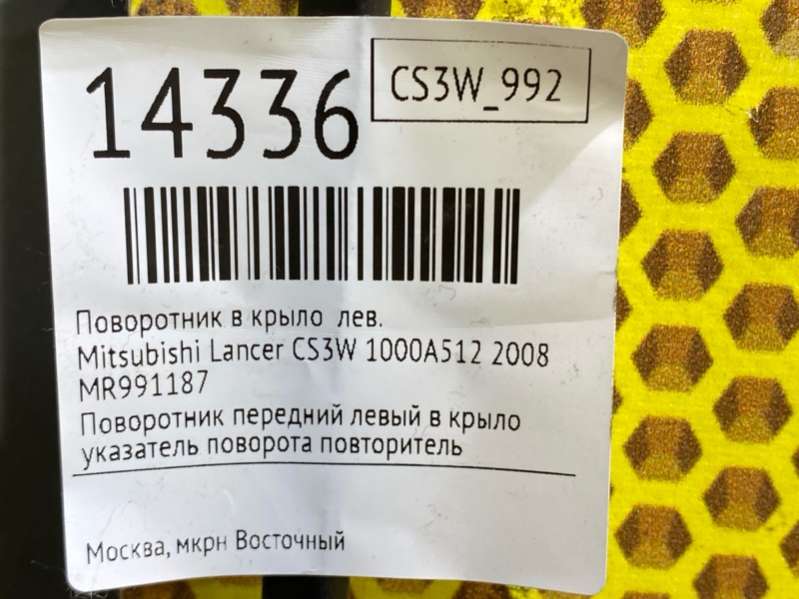 14336
CS3W_992
Поворотник в крыло лев.
Mitsubishi Lancer CS3W 1000A512 2008
MR991187
Поворотник передний левый в крыло
указатель поворота повторитель
Москва, мкрн Восточный